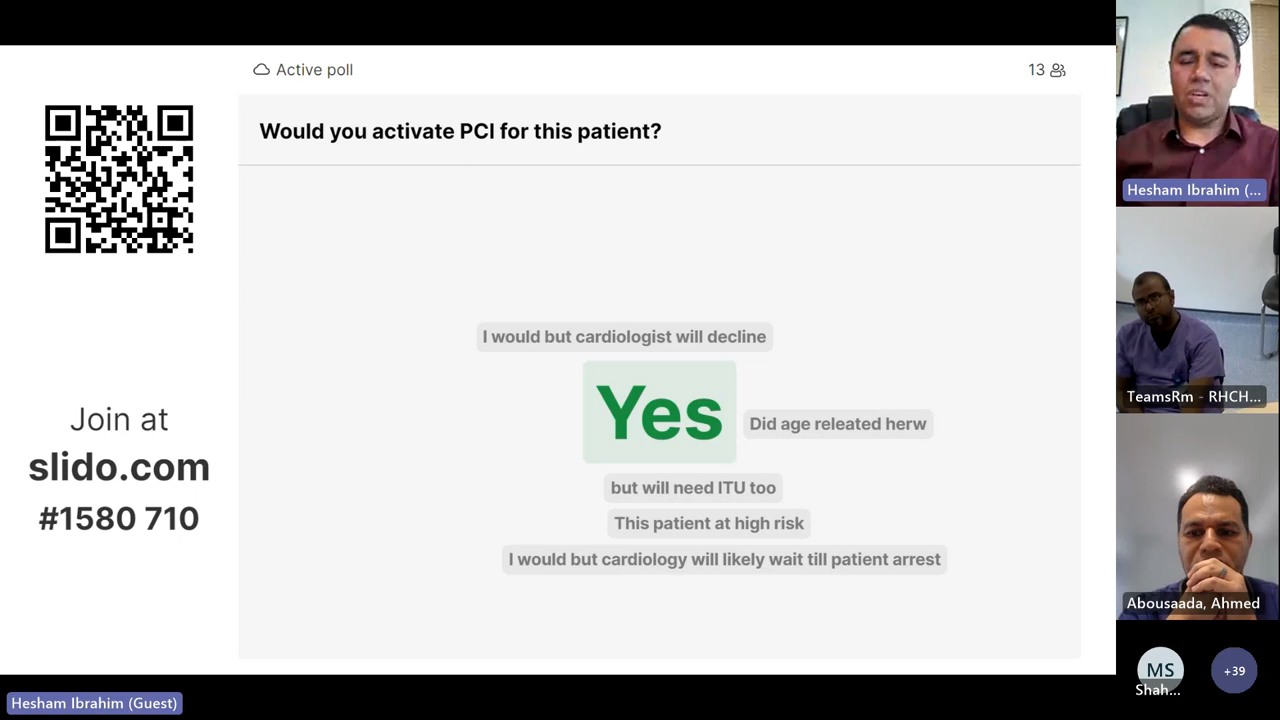 Active poll
13
Would you activate PCI for this patient?
I would but cardiologist will decline
Yes
Did age releated herw
but will need ITU too
This patient at high risk
I would but cardiology will likely wait till patient arrest
Join at
slido.com
#1580 710
Hesham Ibrahim (...
TeamsRm - RHCH...
Abousaada, Ahmed
MS
Shah...
+39
Hesham Ibrahim (Guest)